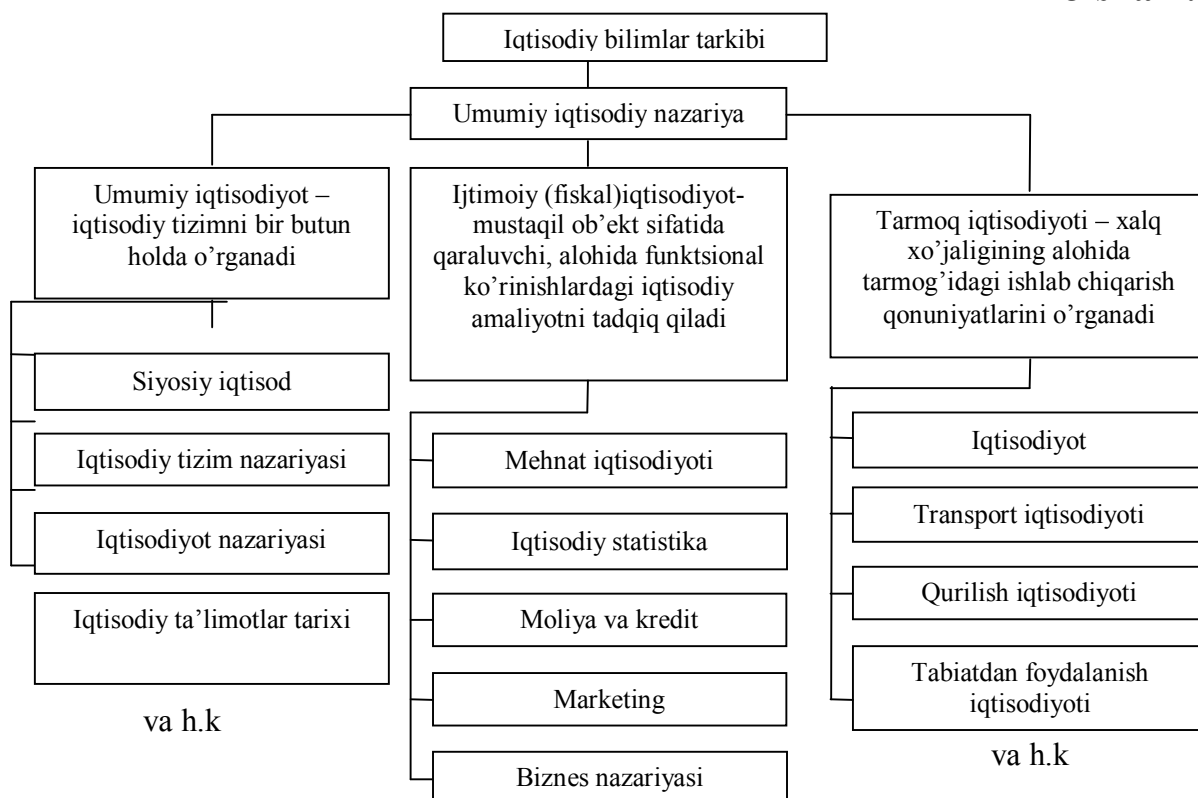 Iqtisodiy bilimlar tarkibi
Umumiy iqtisodiy nazariya
Umumiy iqtisodiyot –
iqtisodiy tizimni bir butun
holda o’rganadi
Siyosiy iqtisod
Iqtisodiy tizim nazariyasi
Iqtisodiyot nazariyasi
Iqtisodiy ta’limotlar tarixi
va h.k
Ijtimoiy (fiskal)iqtisodiyot-
mustaqil ob’ekt sifatida
qaraluvchi, alohida funktsional
ko’rinishlardagi iqtisodiy
amaliyotni tadqiq qiladi
Mehnat iqtisodiyoti
Iqtisodiy statistika
Moliya va kredit
Marketing
Biznes nazariyasi
Tarmoq iqtisodiyoti – xalq
xo’jaligining alohida
tarmog’idagi ishlab chiqarish
qonuniyatlarini o’rganadi
Iqtisodiyot
Transport iqtisodiyoti
Qurilish iqtisodiyoti
Tabiatdan foydalanish
iqtisodiyoti
va h.k